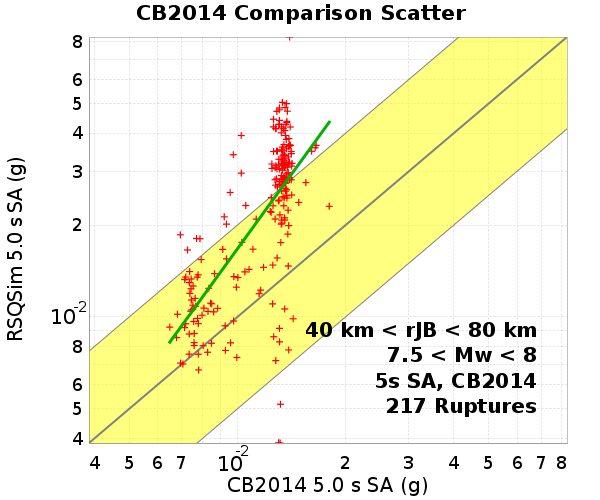 CB2014 Comparison Scatter
8
6
5
4
3
2
10-2
8
6
5
4
RSQSim 5.0 s SA (g)
40 km < rJB < 80 km
7.5 < Mw < 8
5s SA, CB2014
217 Ruptures
4 5 6 7 10-2 2 3 4 5 6 7 8
CB2014 5.0 s SA (g)